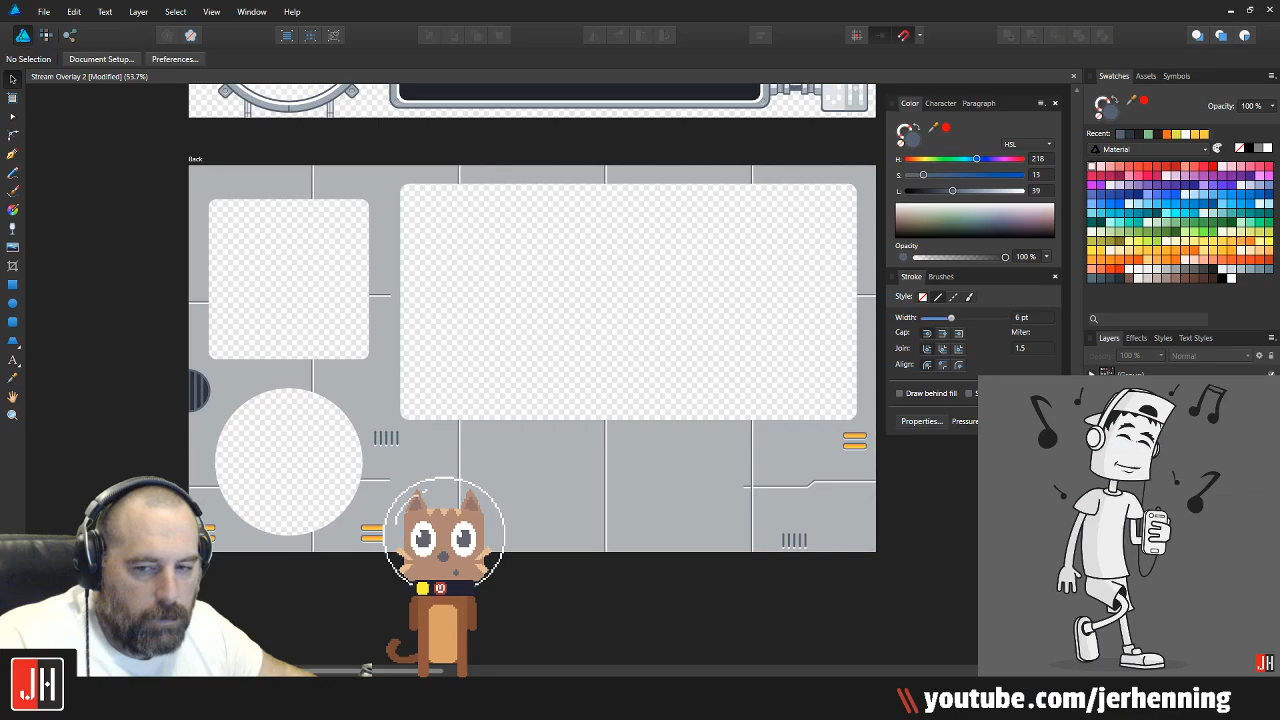 File Edit Text Layer Select View Window Help
No Selection Document Setup... Preferences...
Stream Overlay 2 [Modified] (53.7%)
Swatches Assets Symbols
Color Character Paragraph
Opacity: 100 %
HSL
Recent:
Material
H: 218
S: 13
L: 39
Opacity
100 %
Back
Stroke Brushes
Style:
Width: 6 pt
Cap: Miter:
Join: 1.5
Align:
Draw behind fill
Properties... Pressure
Layers Effects Styles Text Styles
Opacity: 100 % Normal
(Group)
JH
JH
youtube.com/jerhenning